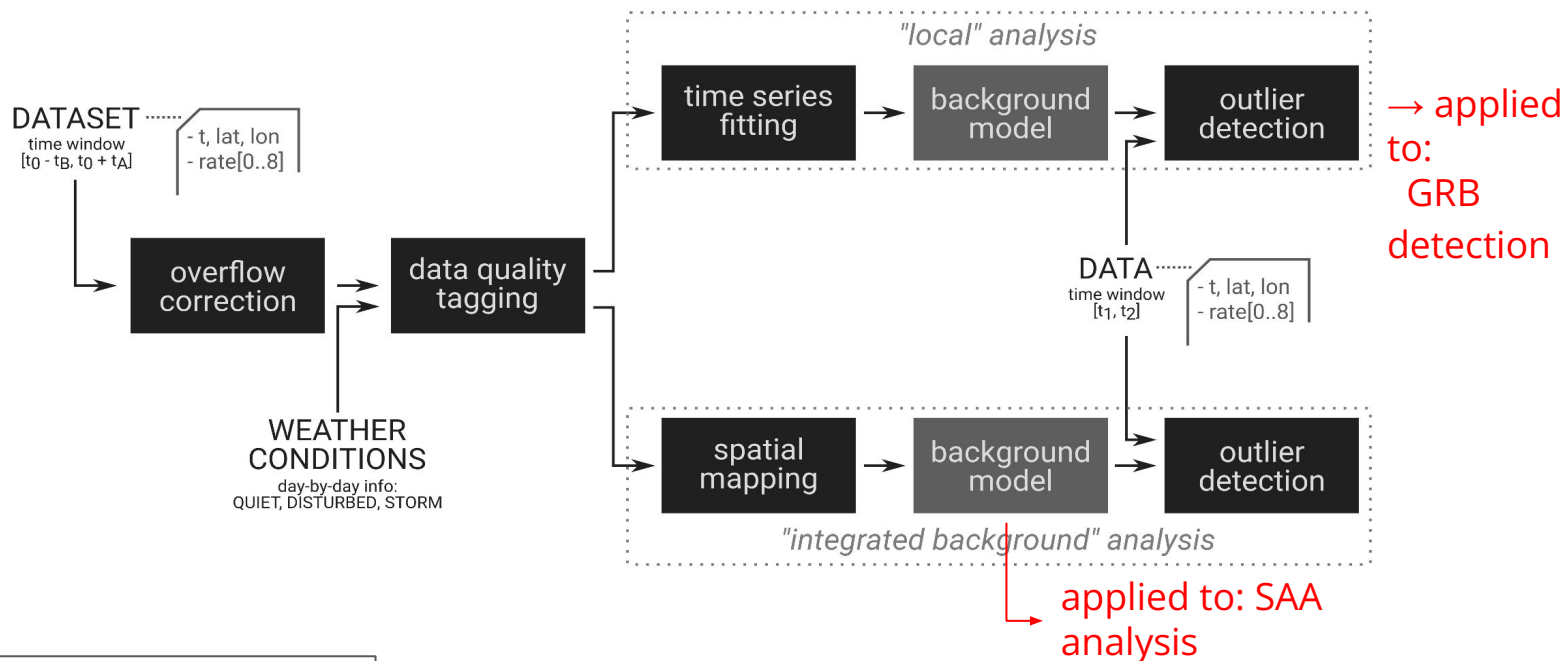 "local" analysis
time series
fitting
background
model
outlier
detection
→ applied
to:
GRB
detection
DATASET
time window
[t0 - tB, t0 + tA]
- t, lat, lon
- rate[0..8]
overflow
correction
data quality
tagging
DATA
time window
[t1, t2]
- t, lat, lon
- rate[0..8]
WEATHER
CONDITIONS
day-by-day info:
QUIET, DISTURBED, STORM
spatial
mapping
background
model
outlier
detection
"integrated background" analysis
applied to: SAA
analysis